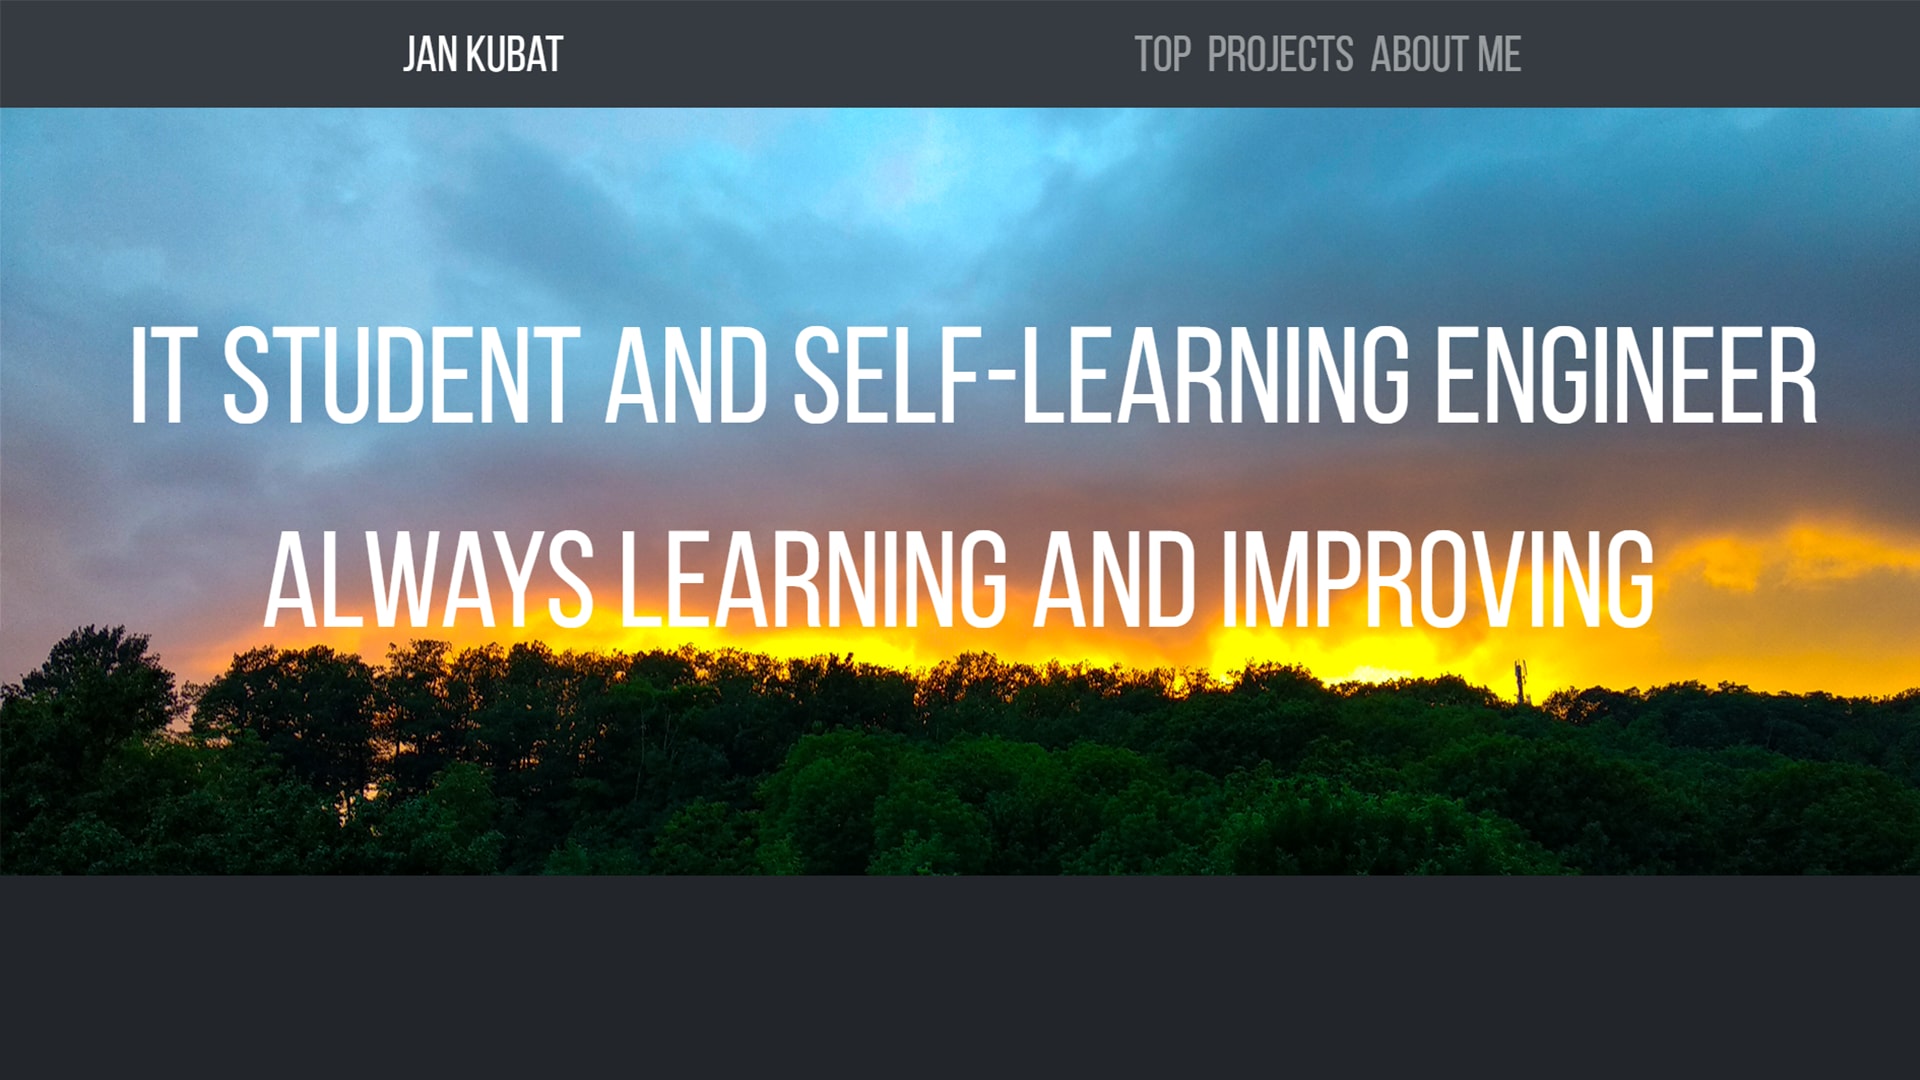 JAN KUBAT
TOP PROJECTS ABOUT ME
IT STUDENT AND SELF-LEARNING ENGINEER
ALWAYS LEARNING AND IMPROVING